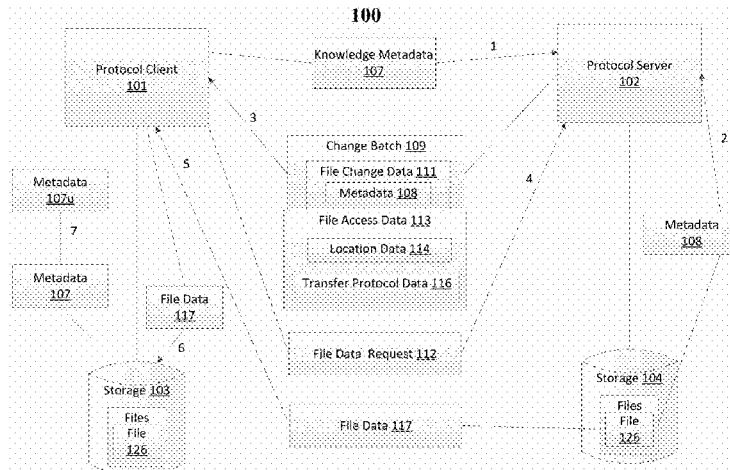 100
Protocol Client
101
Knowledge Metadata
107
1
Protocol Server
102
3
2
5
Change Batch 109
File Change Data 111
Metadata 108
4
File Access Data 113
Location Data 114
Transfer Protocol Data 116
Metadata
107u
7
Metadata
107
Metadata
108
File Data
117
6
File Data Request 112
Storage 103
Files
File
126
Storage 104
Files
File
126
File Data 117